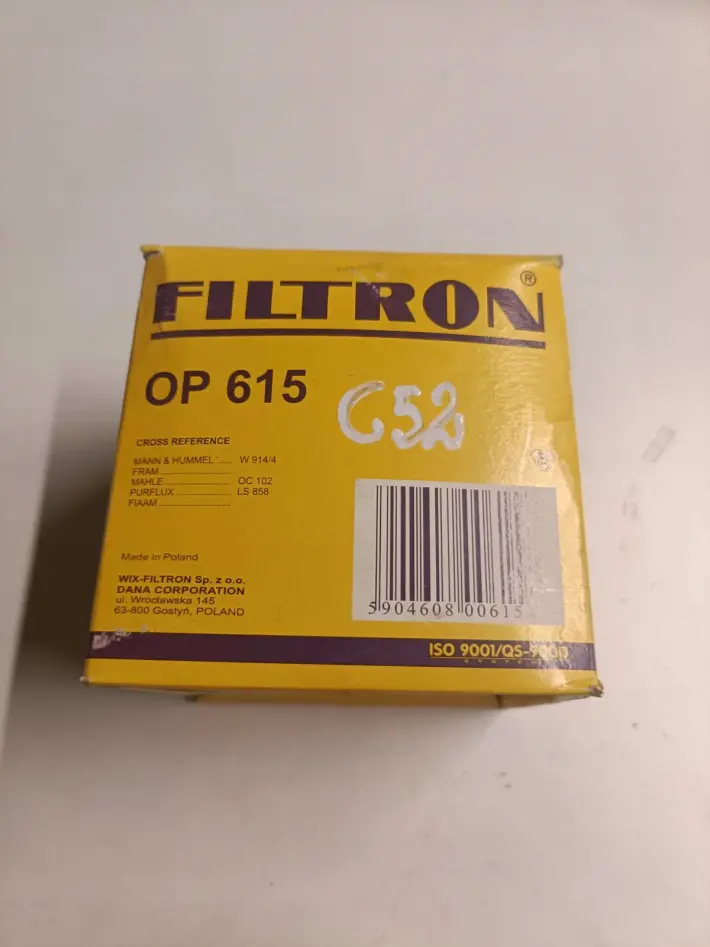 FILTRON®
OP 615
C52
CROSS REFERENCE
MANN & HUMMEL ..... W 914/4
FRAM ........................
MAHLE ...................... OC 102
PURFLUX ................... LS 858
FIAAM ........................
Made in Poland
WIX-FILTRON Sp. z o.o.
DANA CORPORATION
ul. Wrocławska 145
63-800 Gostyń, POLAND
5904608 00615
ISO 9001/QS-9000
SYSTEM